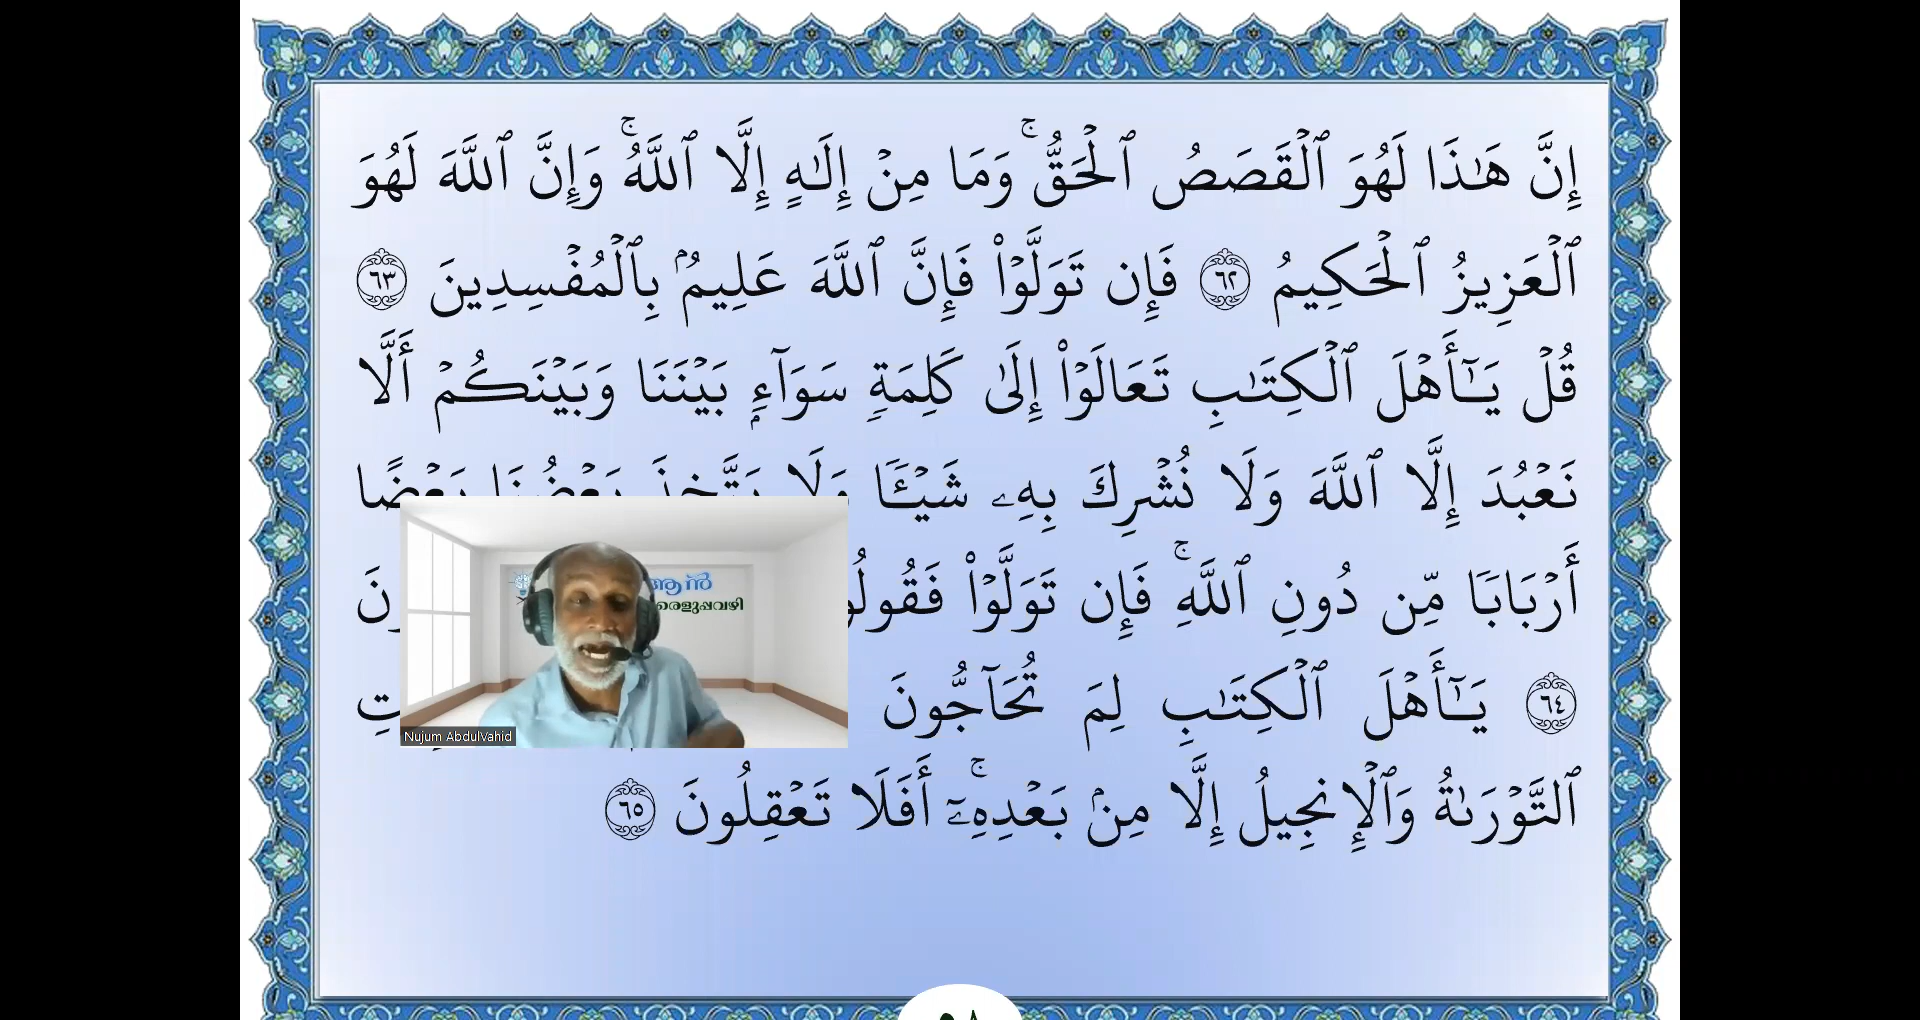 إِنَّ هَـٰذَا لَهُوَ ٱلْقَصَصُ ٱلْحَقُّ ۚ وَمَا مِنْ إِلَـٰهٍ إِلَّا ٱللَّهُ ۚ وَإِنَّ ٱللَّهَ لَهُوَ
ٱلْعَزِيزُ ٱلْحَكِيمُ ٦٢ فَإِن تَوَلَّوْا۟ فَإِنَّ ٱللَّهَ عَلِيمٌۢ بِٱلْمُفْسِدِينَ ٦٣
قُلْ يَـٰٓأَهْلَ ٱلْكِتَـٰبِ تَعَالَوْا۟ إِلَىٰ كَلِمَةٍ سَوَآءٍۭ بَيْنَنَا وَبَيْنَكُمْ أَلَّا
نَعْبُدَ إِلَّا ٱللَّهَ وَلَا نُشْرِكَ بِهِۦ شَيْـًٔا وَلَا يَتَّخِذَ بَعْضُنَا بَعْضًا
أَرْبَابًا مِّن دُونِ ٱللَّهِ ۚ فَإِن تَوَلَّوْا۟ فَقُولُو
٦٤ يَـٰٓأَهْلَ ٱلْكِتَـٰبِ لِمَ تُحَآجُّونَ
ٱلتَّوْرَىٰةُ وَٱلْإِنجِيلُ إِلَّا مِنۢ بَعْدِهِۦٓ ۚ أَفَلَا تَعْقِلُونَ ٦٥
Nujum AbdulVahid